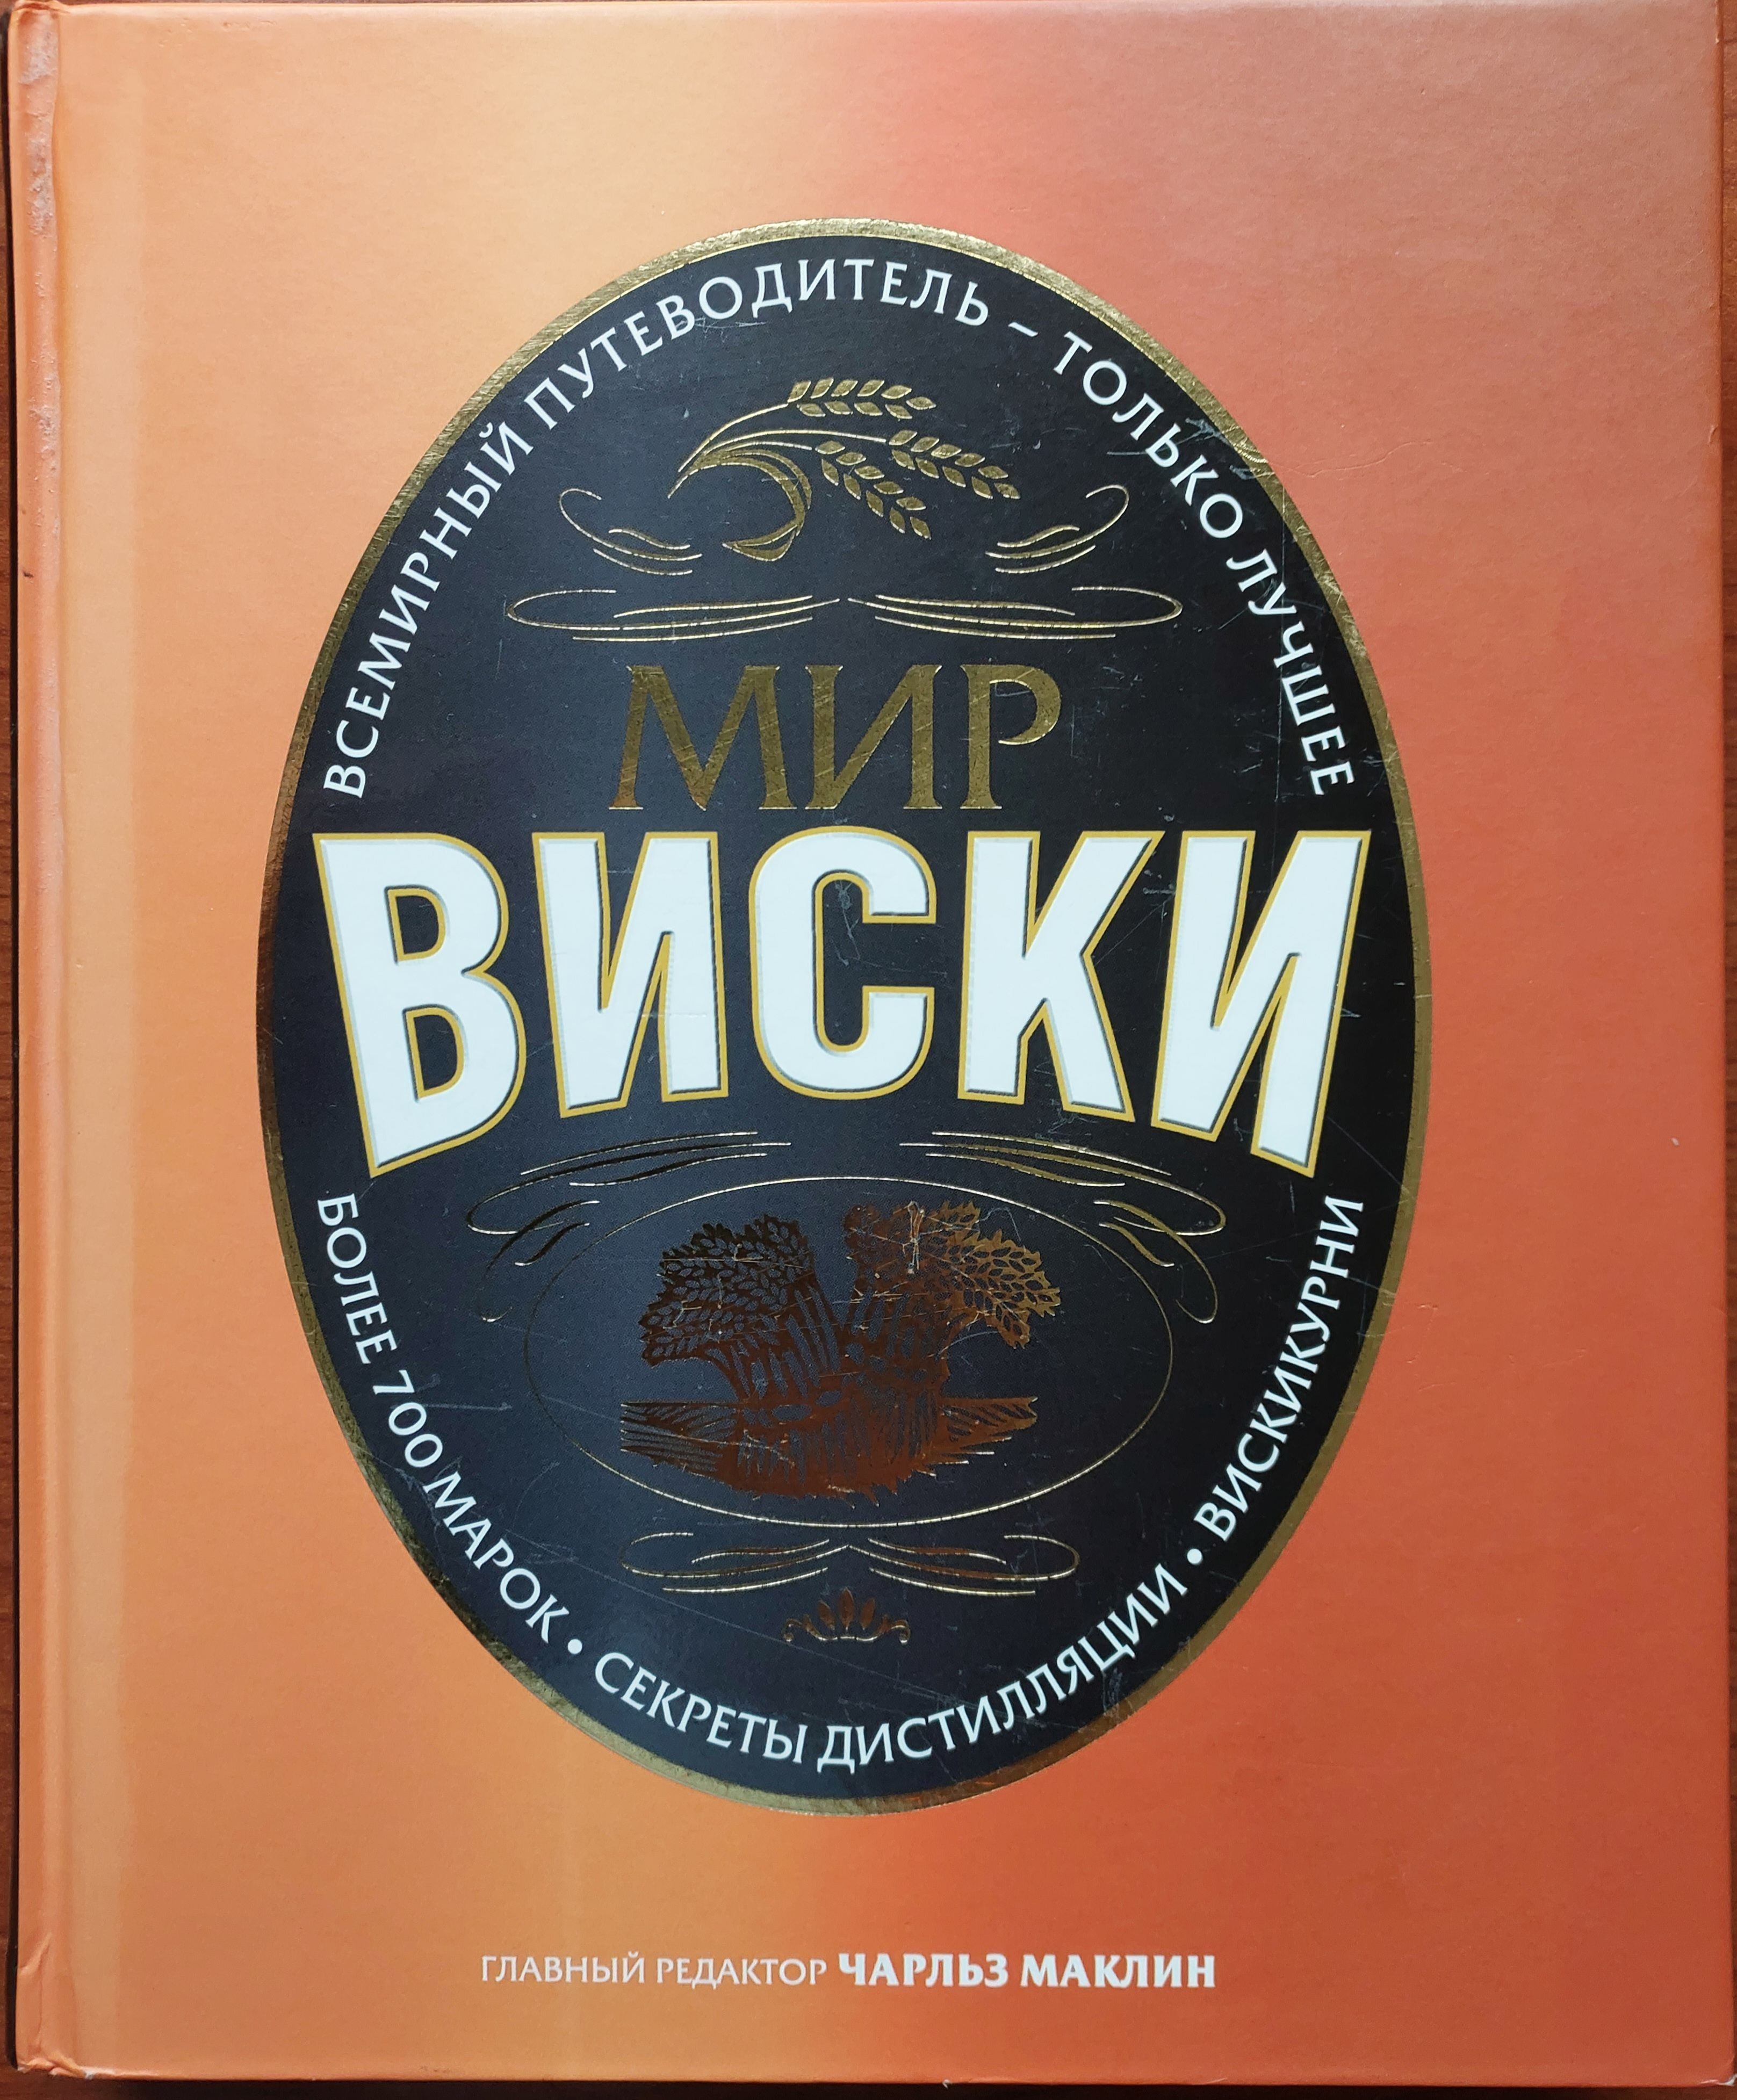 ВСЕМИРНЫЙ ПУТЕВОДИТЕЛЬ – ТОЛЬКО ЛУЧШЕЕ
МИР
ВИСКИ
БОЛЕЕ 700 МАРОК • СЕКРЕТЫ ДИСТИЛЛЯЦИИ • ВИСКИКУРНИ
ГЛАВНЫЙ РЕДАКТОР ЧАРЛЬЗ МАКЛИН